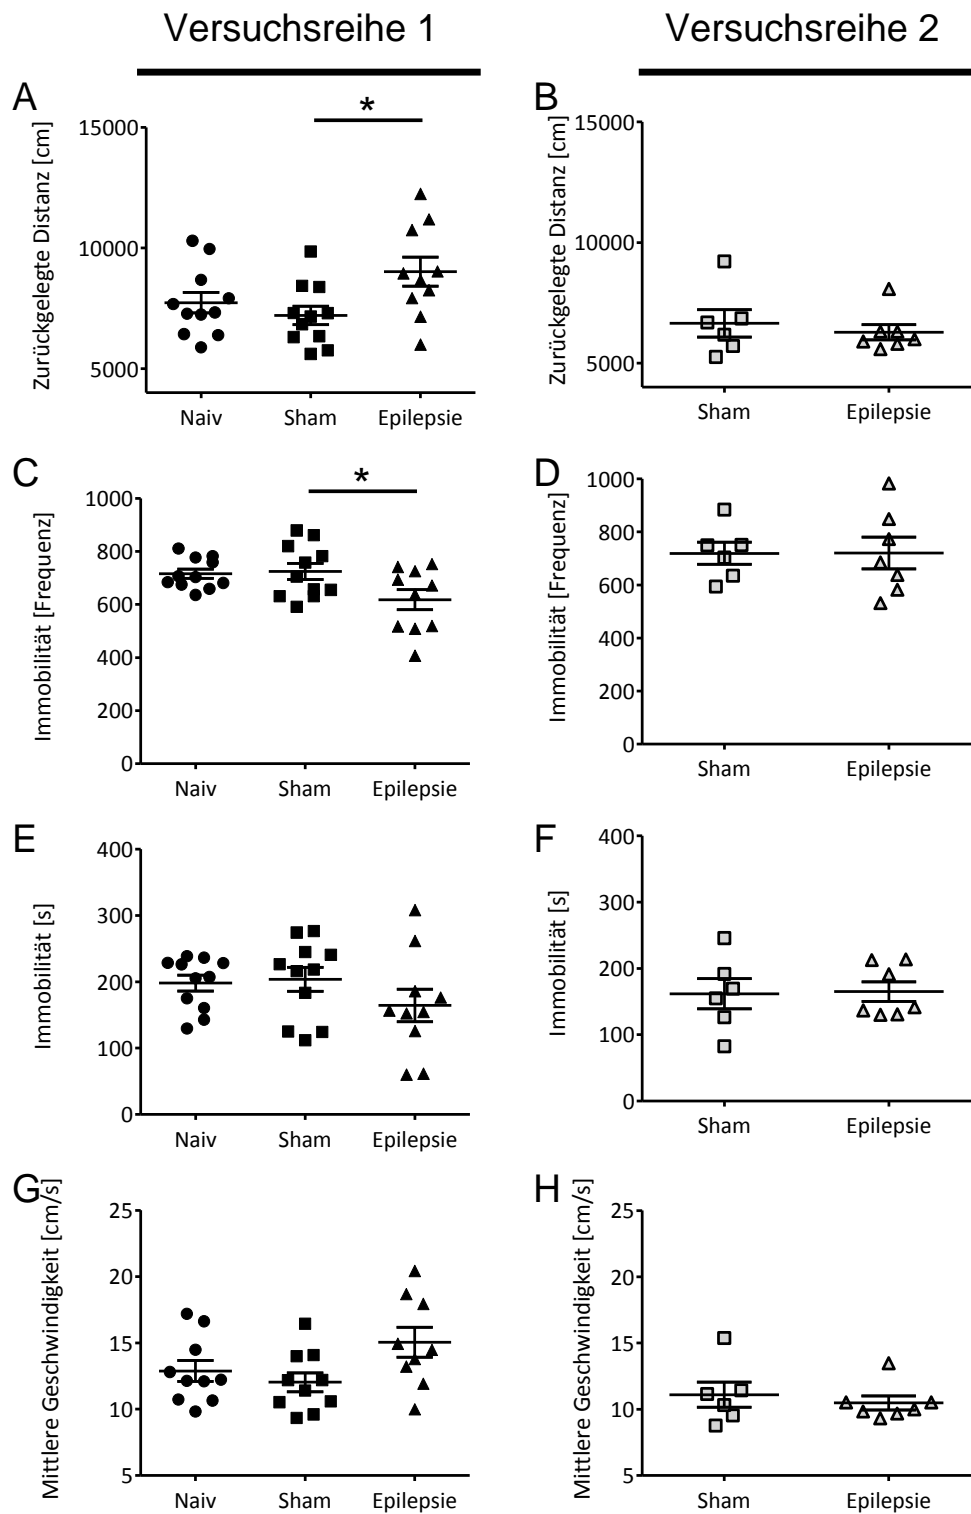 Versuchsreihe 1
Versuchsreihe 2
A
Zurückgelegte Distanz [cm]
15000
10000
5000
*
Naiv Sham Epilepsie
B
Zurückgelegte Distanz [cm]
15000
10000
5000
Sham Epilepsie
C
Immobilität [Frequenz]
1000
800
600
400
200
0
*
Naiv Sham Epilepsie
D
Immobilität [Frequenz]
1000
800
600
400
200
0
Sham Epilepsie
E
Immobilität [s]
400
300
200
100
0
Naiv Sham Epilepsie
F
Immobilität [s]
400
300
200
100
0
Sham Epilepsie
G
Mittlere Geschwindigkeit [cm/s]
25
20
15
10
5
Naiv Sham Epilepsie
H
Mittlere Geschwindigkeit [cm/s]
25
20
15
10
5
Sham Epilepsie